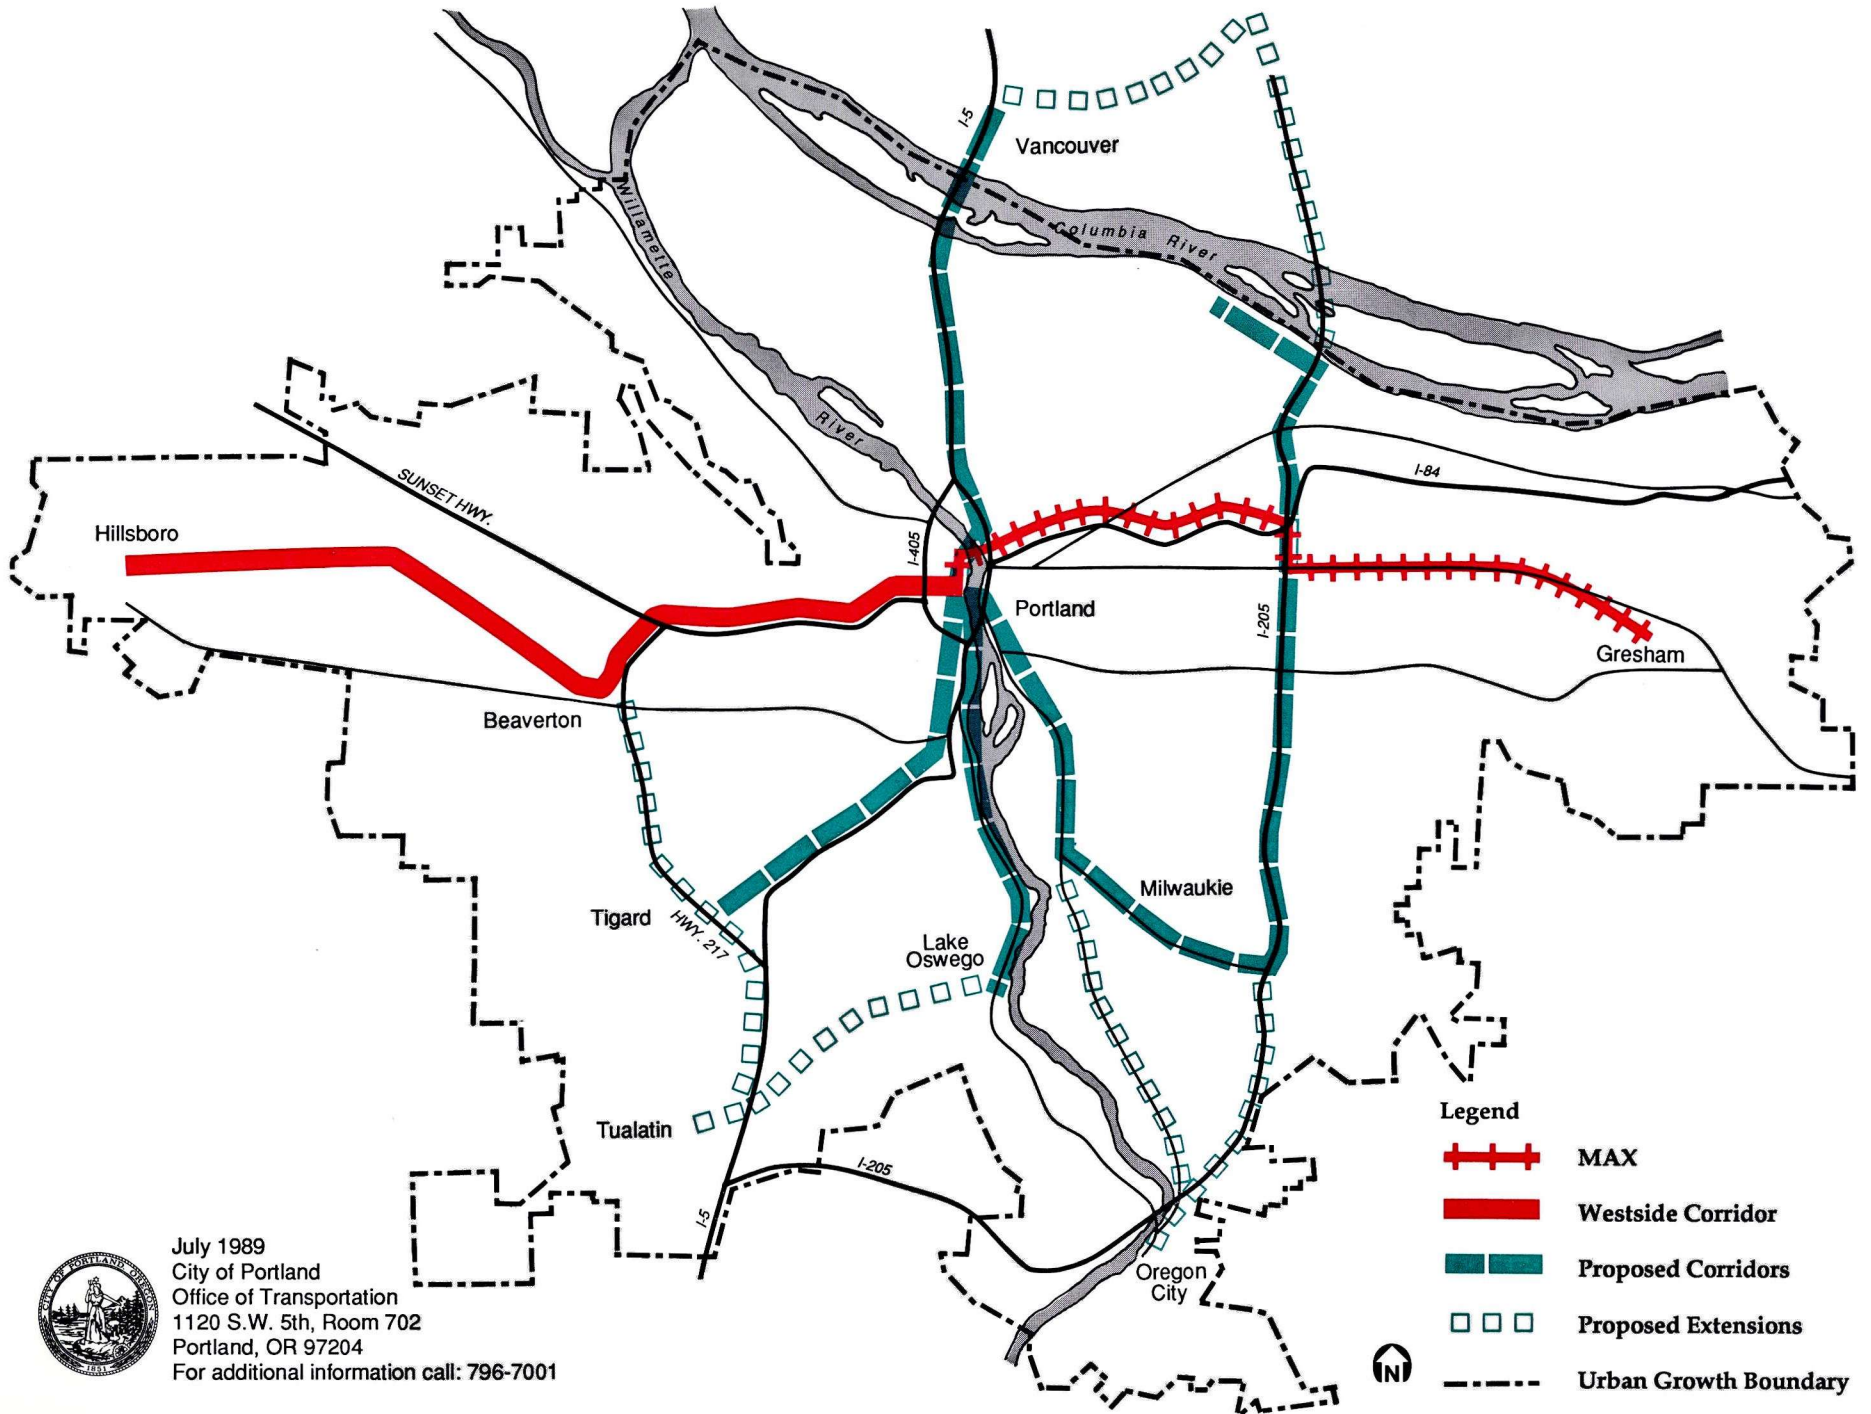 I-5
Vancouver
Willamette
Columbia River
River
I-84
SUNSET HWY.
Hillsboro
I-405
Portland
I-205
Gresham
Beaverton
Milwaukie
Tigard
HWY. 217
Lake
Oswego
Tualatin
I-205
I-5
Oregon
City
Legend
MAX
Westside Corridor
Proposed Corridors
Proposed Extensions
Urban Growth Boundary
N
CITY OF PORTLAND, OREGON
1851
July 1989
City of Portland
Office of Transportation
1120 S.W. 5th, Room 702
Portland, OR 97204
For additional information call: 796-7001